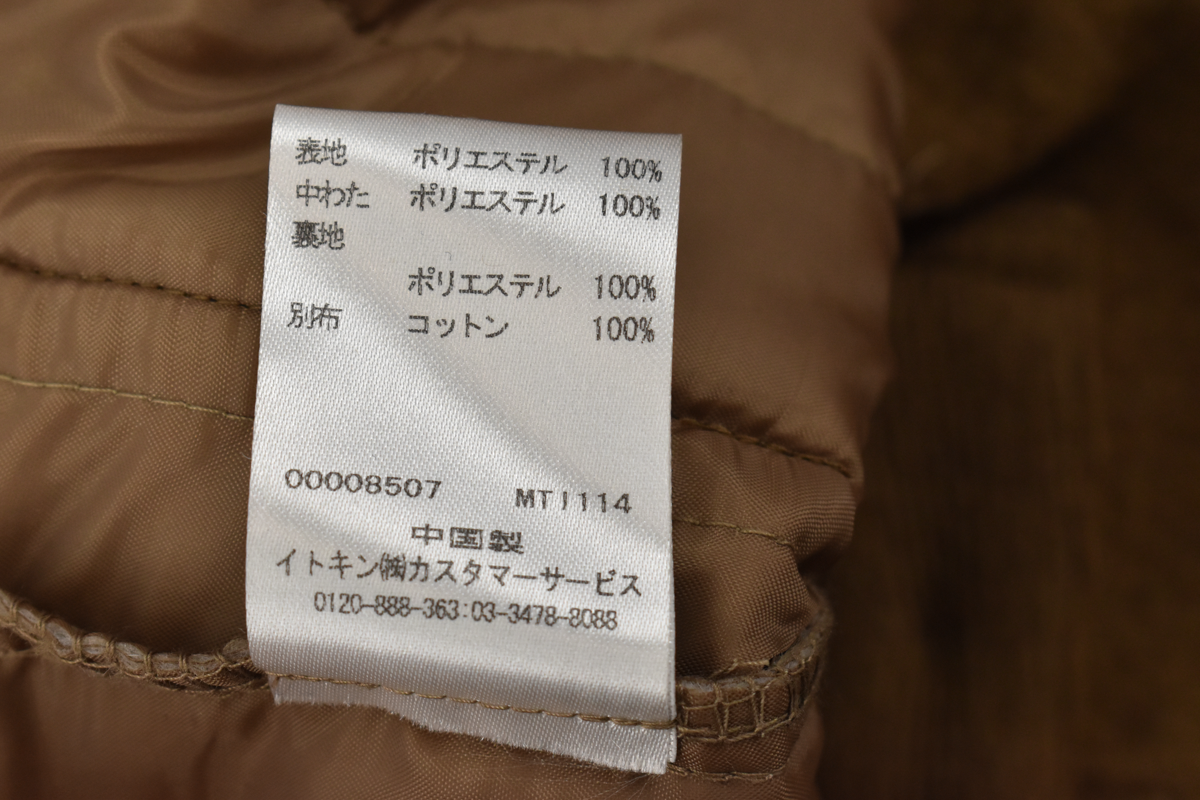 表地 ポリエステル 100%
中わた ポリエステル 100%
裏地
ポリエステル 100%
別布 コットン 100%
00008507 MT1114
中国製
イトキン㈱カスタマーサービス
0120-888-363:03-3478-8088